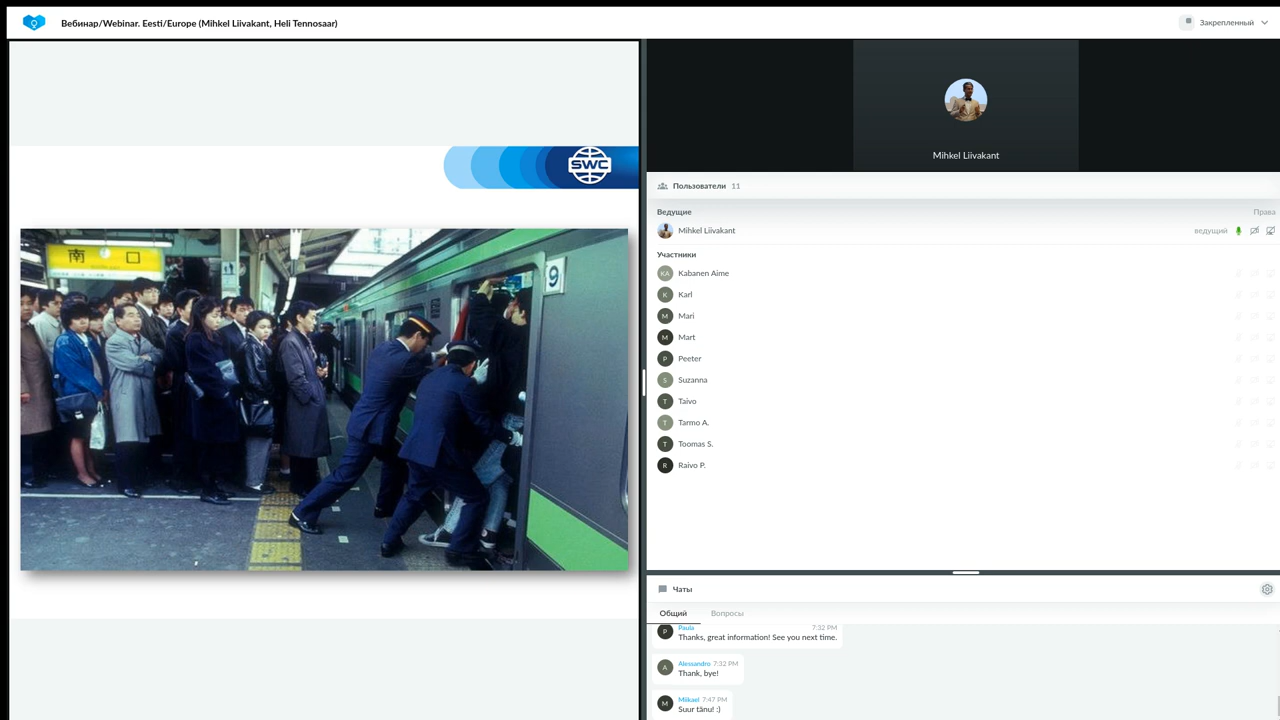 Вебинар/Webinar. Eesti/Europe (Mihkel Liivakant, Heli Tennosaar)
Закрепленный
SWC
南 口
9
Mihkel Liivakant
Пользователи 11
Ведущие Права
Mihkel Liivakant ведущий
Участники
KA Kabanen Aime
K Karl
M Mari
M Mart
P Peeter
S Suzanna
T Taivo
T Tarmo A.
T Toomas S.
R Raivo P.
Чаты
Общий Вопросы
P Paula 7:32 PM
Thanks, great information! See you next time.
A Alessandro 7:32 PM
Thank, bye!
M Miikael 7:47 PM
Suur tänu! :)